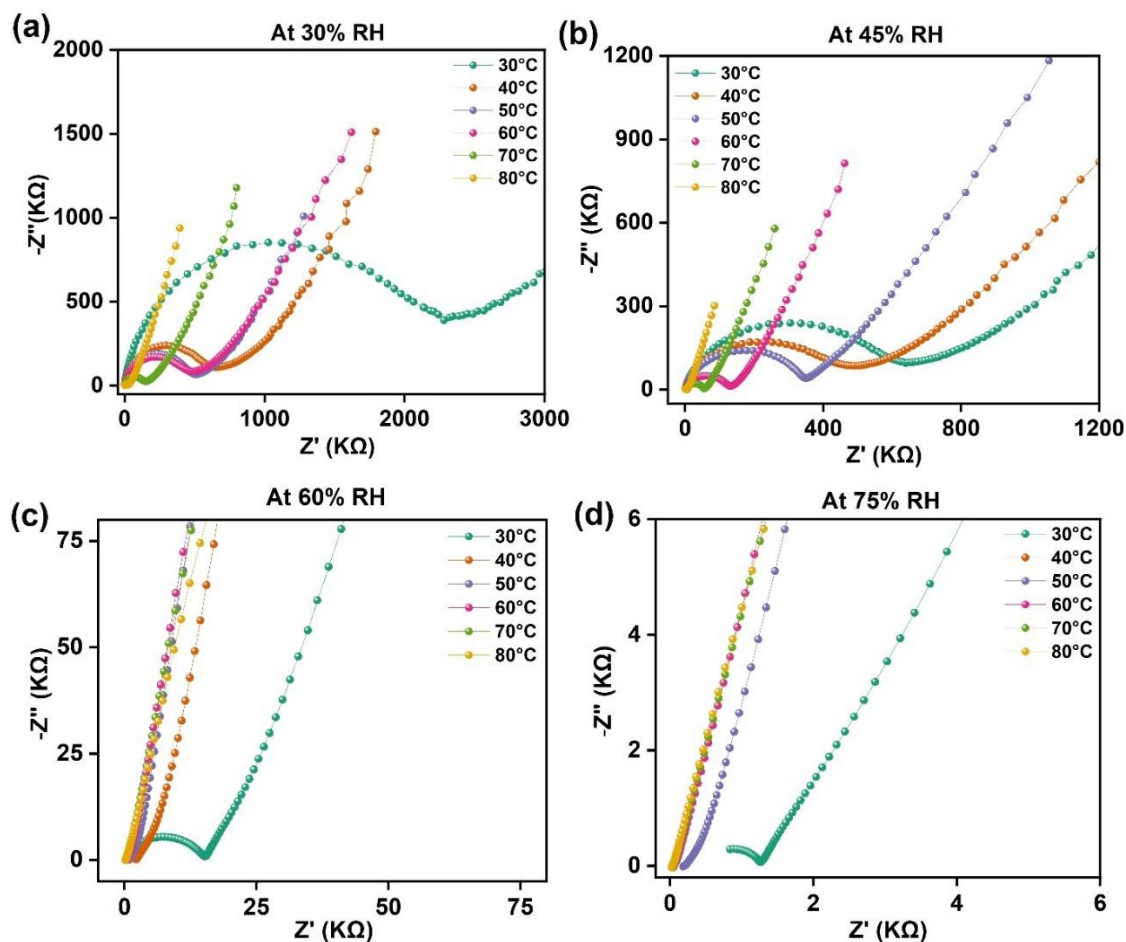 (a)
At 30% RH
2000
1500
1000
500
0
-Z"(KΩ)
0 1000 2000 3000
Z' (KΩ)
30°C
40°C
50°C
60°C
70°C
80°C
(b)
At 45% RH
1200
900
600
300
0
-Z" (KΩ)
0 400 800 1200
Z' (KΩ)
30°C
40°C
50°C
60°C
70°C
80°C
(c)
At 60% RH
75
50
25
0
-Z" (KΩ)
0 25 50 75
Z' (KΩ)
30°C
40°C
50°C
60°C
70°C
80°C
(d)
At 75% RH
6
4
2
0
-Z" (KΩ)
0 2 4 6
Z' (KΩ)
30°C
40°C
50°C
60°C
70°C
80°C